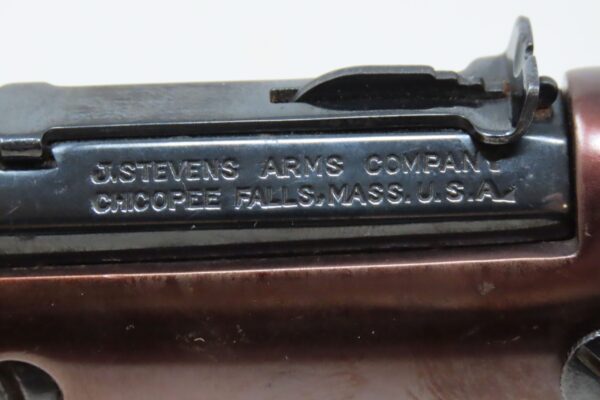 J. STEVENS ARMS COMPANY
CHICOPEE FALLS, MASS. U.S.A.